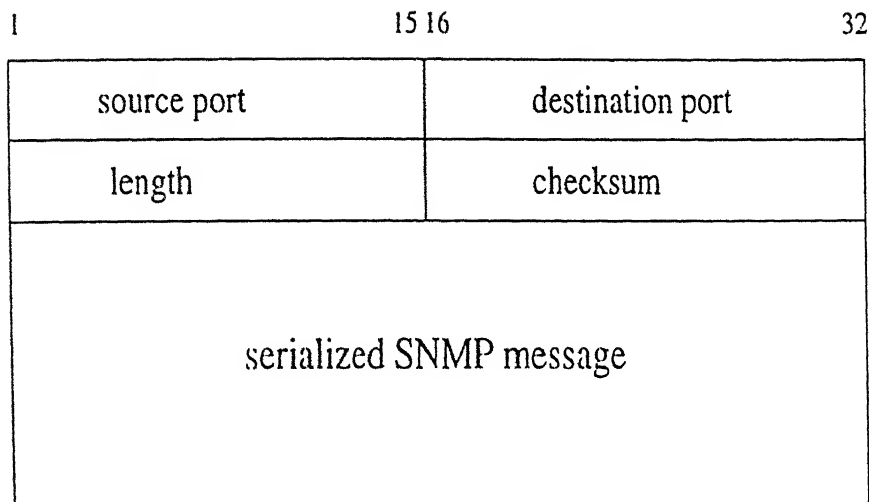 1 15 16 32
source port destination port
length checksum
serialized SNMP message